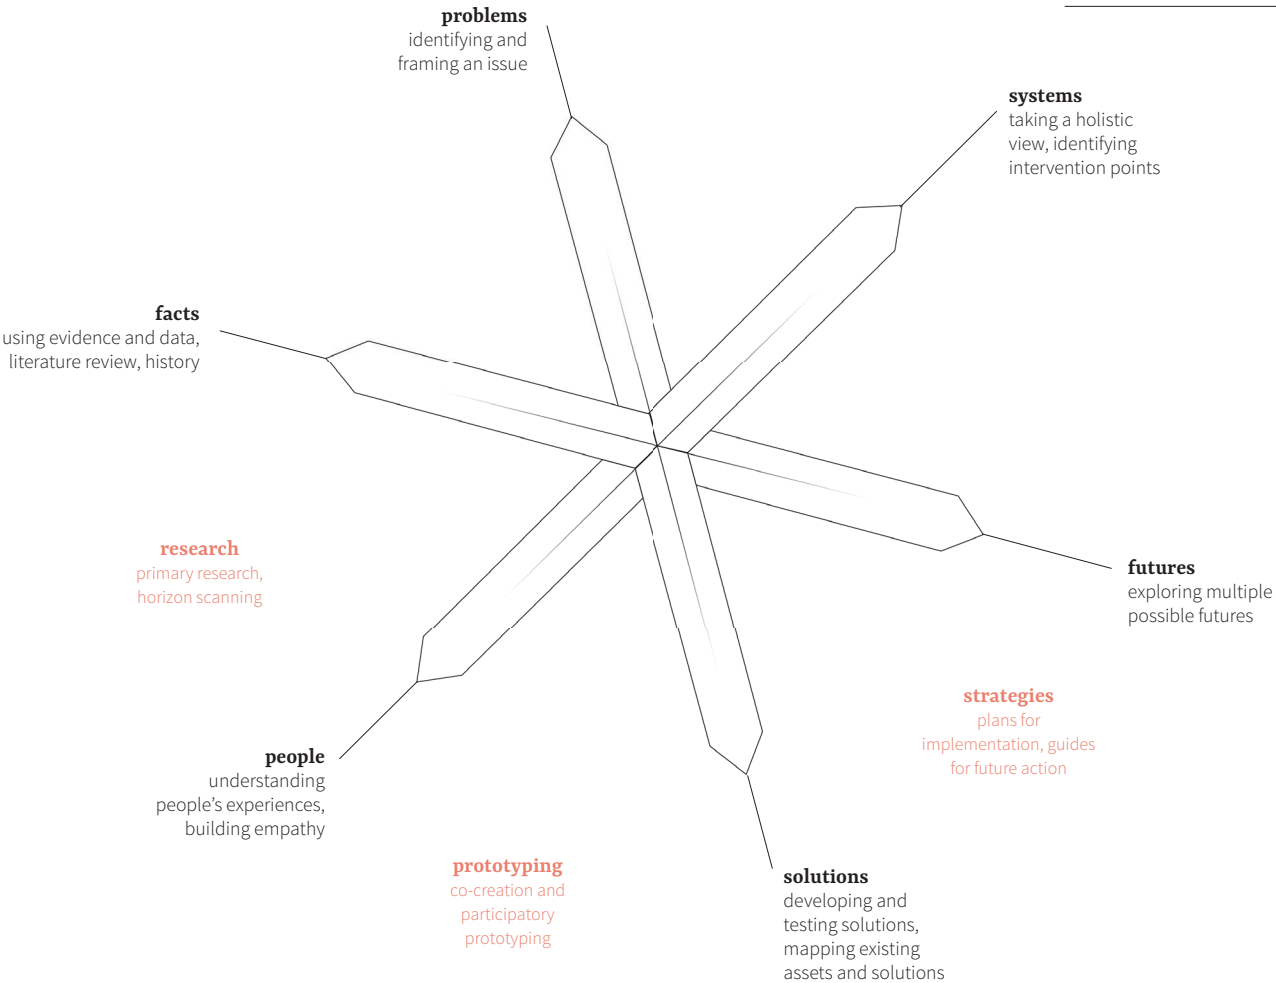 problems
identifying and
framing an issue
systems
taking a holistic
view, identifying
intervention points
facts
using evidence and data,
literature review, history
research
primary research,
horizon scanning
futures
exploring multiple
possible futures
strategies
plans for
implementation, guides
for future action
people
understanding
people’s experiences,
building empathy
prototyping
co-creation and
participatory
prototyping
solutions
developing and
testing solutions,
mapping existing
assets and solutions